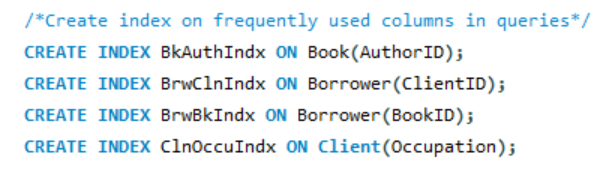 /*Create index on frequently used columns in queries*/
CREATE INDEX BkAuthIndx ON Book(AuthorID);
CREATE INDEX BrwClnIndx ON Borrower(ClientID);
CREATE INDEX BrwBkIndx ON Borrower(BookID);
CREATE INDEX ClnOccuIndx ON Client(Occupation);